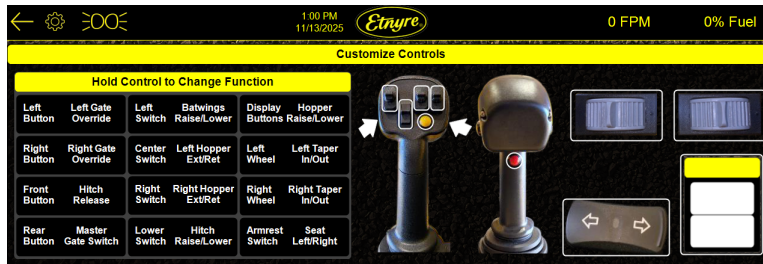 1:00 PM
11/13/2025
Etnyre
0 FPM
0% Fuel
Customize Controls
Hold Control to Change Function
Left Button
Left Gate Override
Left Switch
Batwings Raise/Lower
Display Buttons
Hopper Raise/Lower
Right Button
Right Gate Override
Center Switch
Left Hopper Ext/Ret
Left Wheel
Left Taper In/Out
Front Button
Hitch Release
Right Switch
Right Hopper Ext/Ret
Right Wheel
Right Taper In/Out
Rear Button
Master Gate Switch
Lower Switch
Hitch Raise/Lower
Armrest Switch
Seat Left/Right